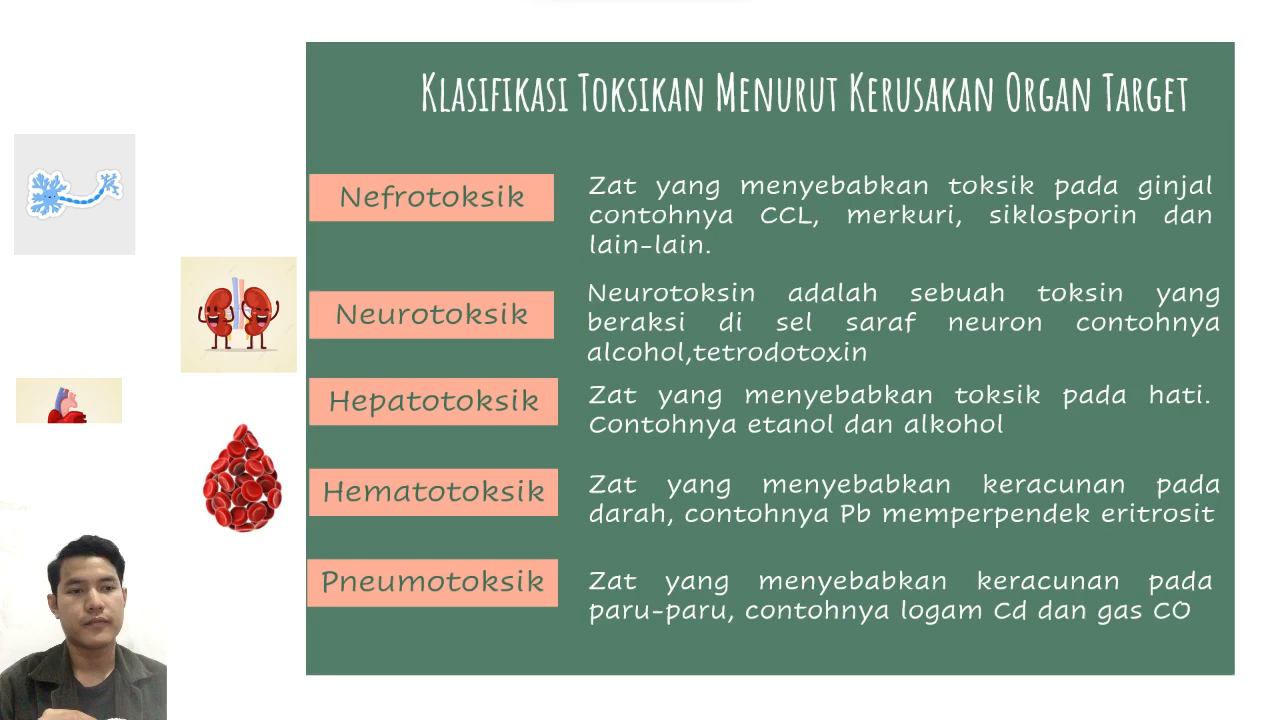 Klasifikasi Toksikan Menurut Kerusakan Organ Target
Nefrotoksik
Zat yang menyebabkan toksik pada ginjal
contohnya CCL, merkuri, siklosporin dan
lain-lain.
Neurotoksik
Neurotoksin adalah sebuah toksin yang
beraksi di sel saraf neuron contohnya
alcohol,tetrodotoxin
Hepatotoksik
Zat yang menyebabkan toksik pada hati.
Contohnya etanol dan alkohol
Hematotoksik
Zat yang menyebabkan keracunan pada
darah, contohnya Pb memperpendek eritrosit
Pneumotoksik
Zat yang menyebabkan keracunan pada
paru-paru, contohnya logam Cd dan gas CO